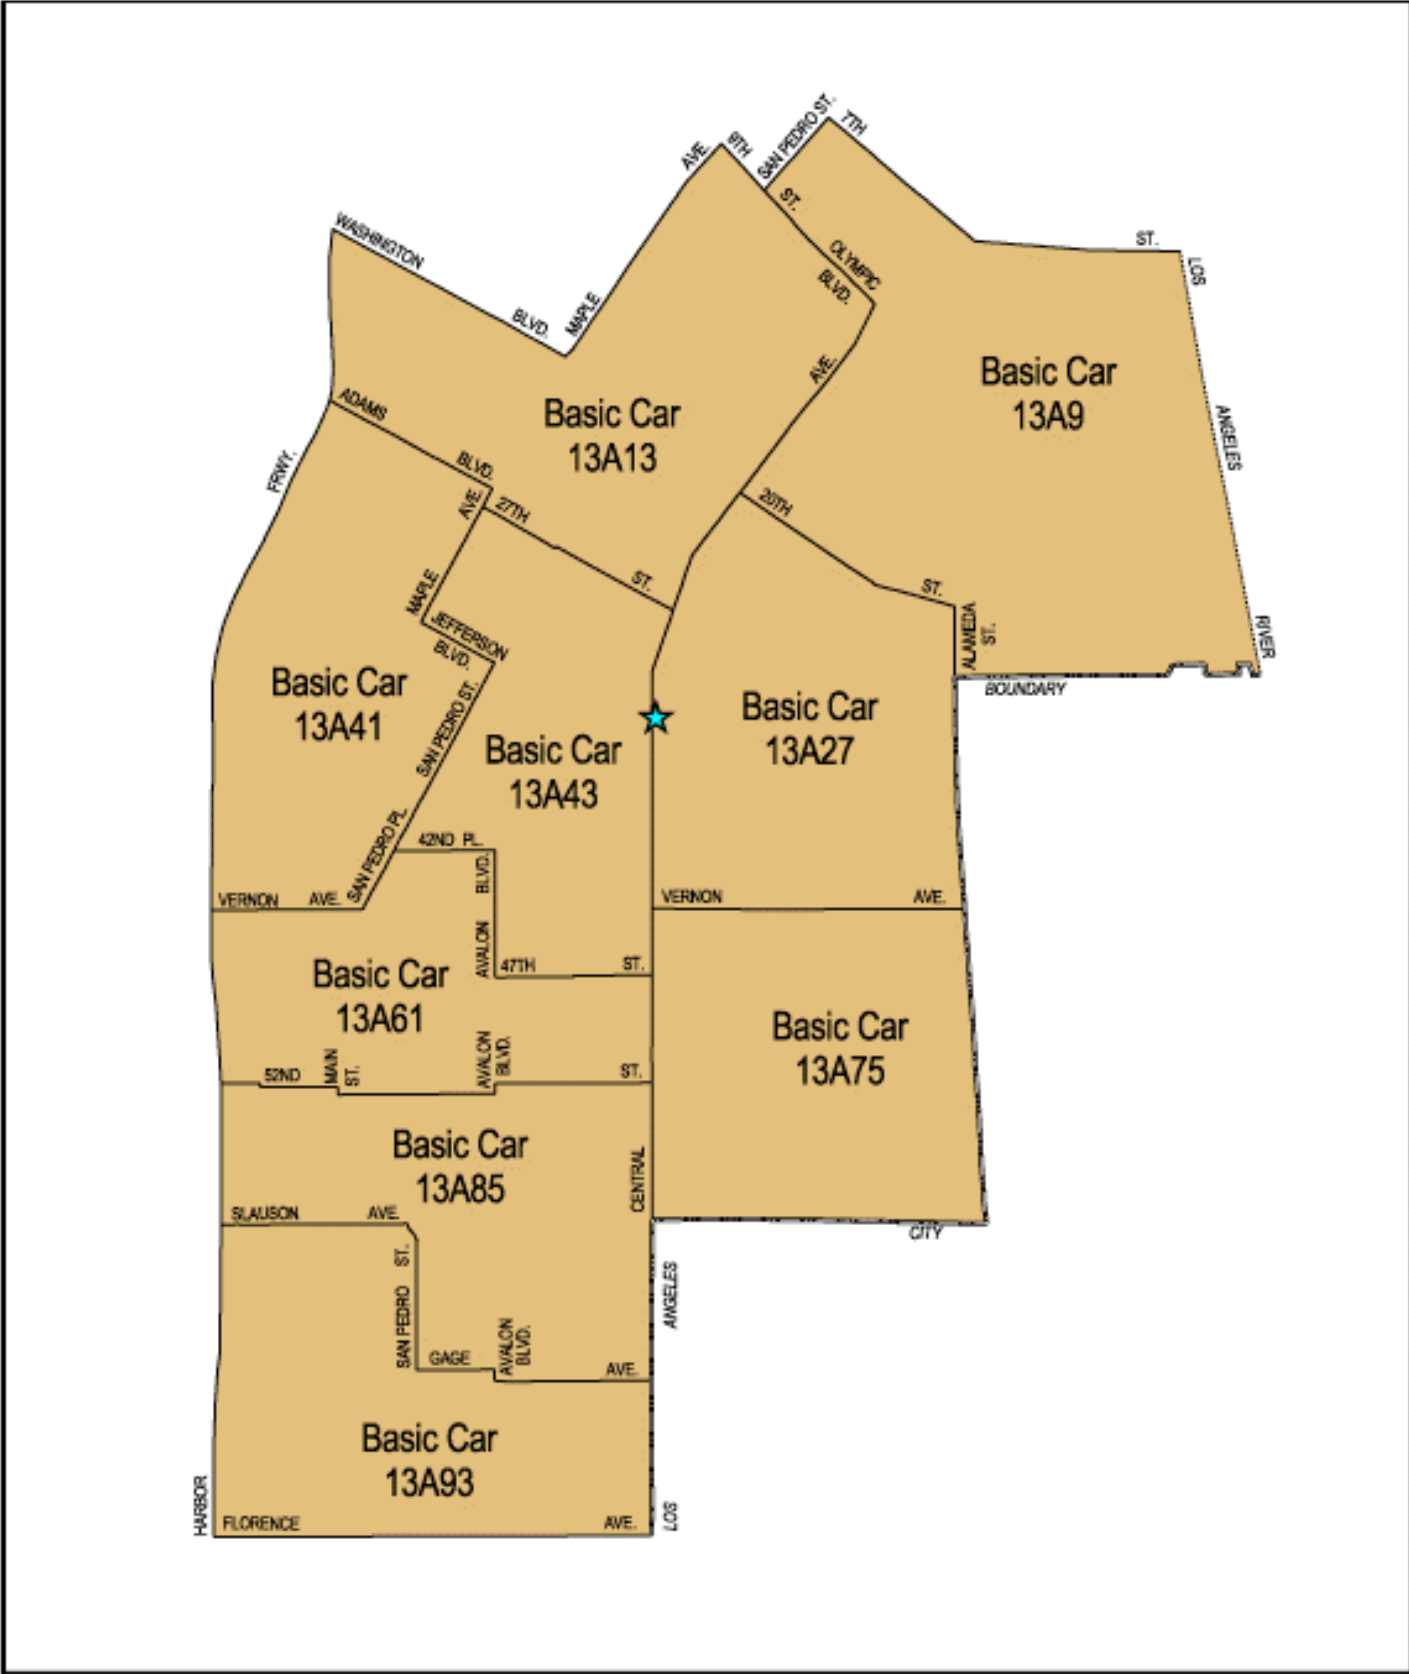 SAN PEDRO ST.
7TH
AVE.
9TH
ST.
WASHINGTON
BLVD.
MAPLE
OLYMPIC
BLVD.
ST.
LOS
ANGELES
RIVER
AVE.
Basic Car
13A9
Basic Car
13A13
ADAMS
BLVD.
FRWY.
AVE.
27TH
ST.
20TH
ST.
MAPLE
JEFFERSON
BLVD.
ALAMEDA
ST.
BOUNDARY
Basic Car
13A41
SAN PEDRO ST.
Basic Car
13A43
Basic Car
13A27
SAN PEDRO PL.
42ND PL.
BLVD.
AVALON
VERNON AVE.
VERNON AVE.
47TH ST.
Basic Car
13A61
Basic Car
13A75
52ND
MAIN
ST.
AVALON
BLVD.
ST.
Basic Car
13A85
CENTRAL
SLAUSON AVE.
CITY
ST.
SAN PEDRO
ANGELES
GAGE
AVALON
BLVD.
AVE.
Basic Car
13A93
HARBOR
FLORENCE AVE.
LOS